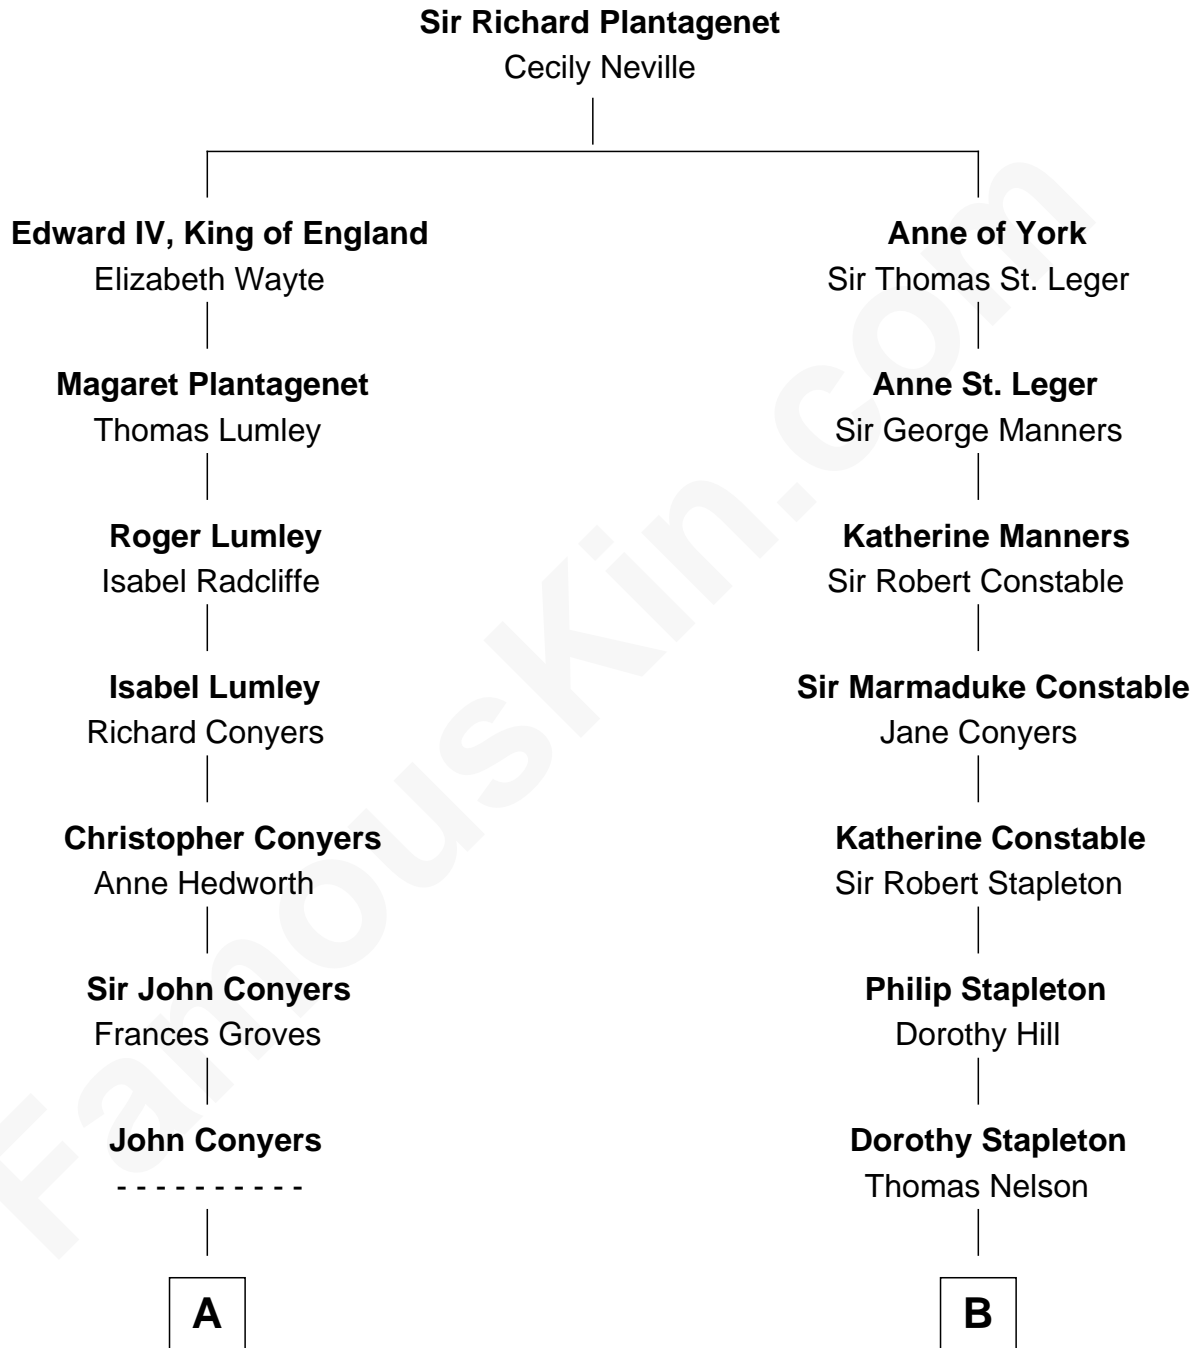 Sir Richard Plantagenet
Cecily Neville
Edward IV, King of England
Elizabeth Wayte
Magaret Plantagenet
Thomas Lumley
Roger Lumley
Isabel Radcliffe
Isabel Lumley
Richard Conyers
Christopher Conyers
Anne Hedworth
Sir John Conyers
Frances Groves
John Conyers
- - - - - - - - - -
A
Anne of York
Sir Thomas St. Leger
Anne St. Leger
Sir George Manners
Katherine Manners
Sir Robert Constable
Sir Marmaduke Constable
Jane Conyers
Katherine Constable
Sir Robert Stapleton
Philip Stapleton
Dorothy Hill
Dorothy Stapleton
Thomas Nelson
B
FamousKin.com